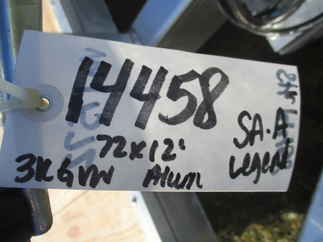 14458
72x12'
SA.A
3K GVW Alum Legend